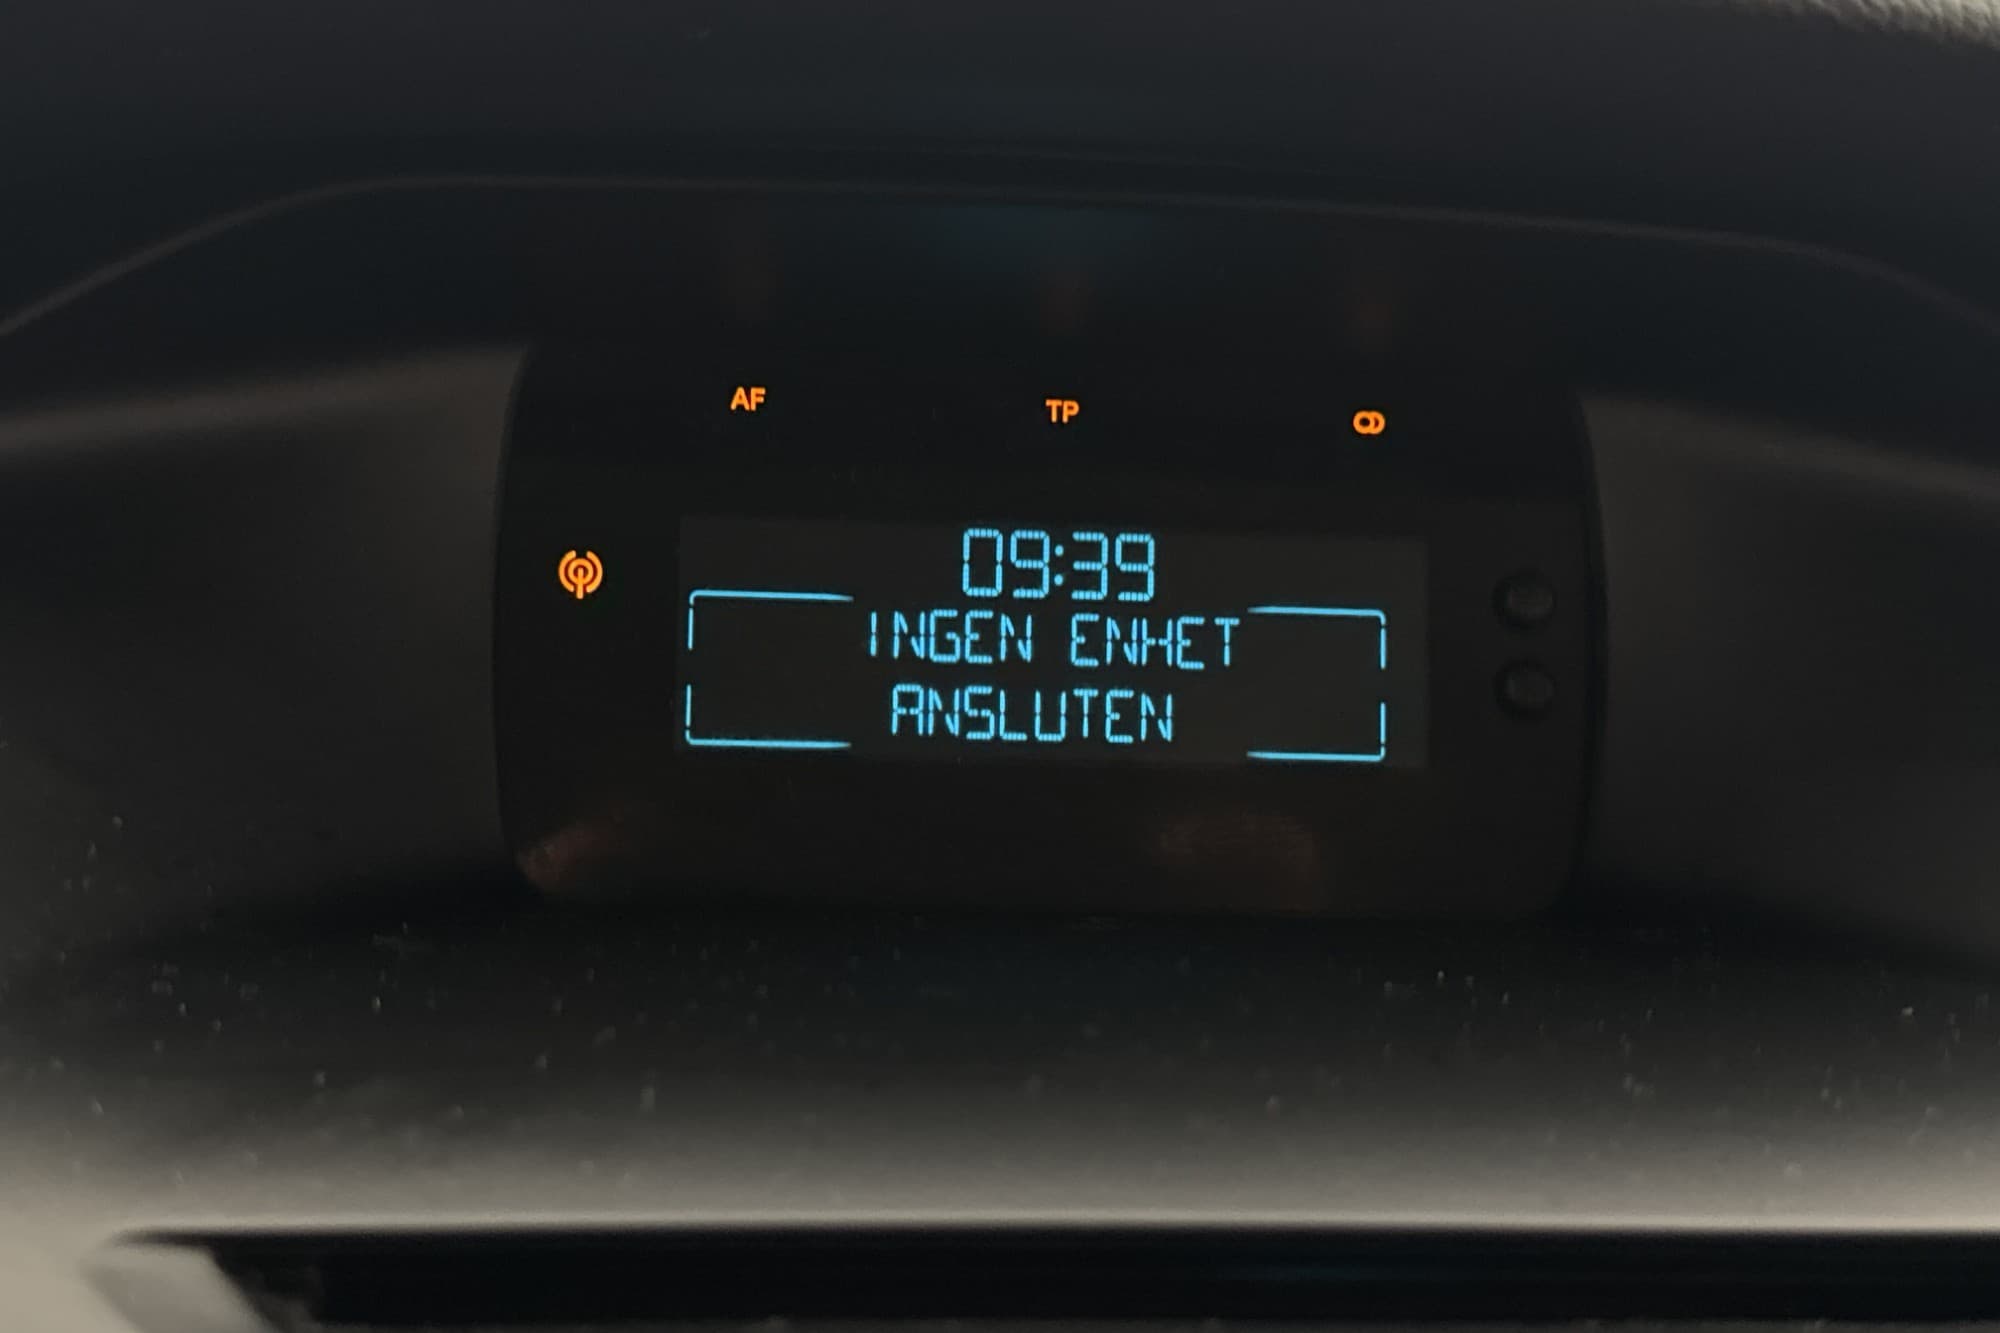 AF TP
09:39
INGEN ENHET
ANSLUTEN